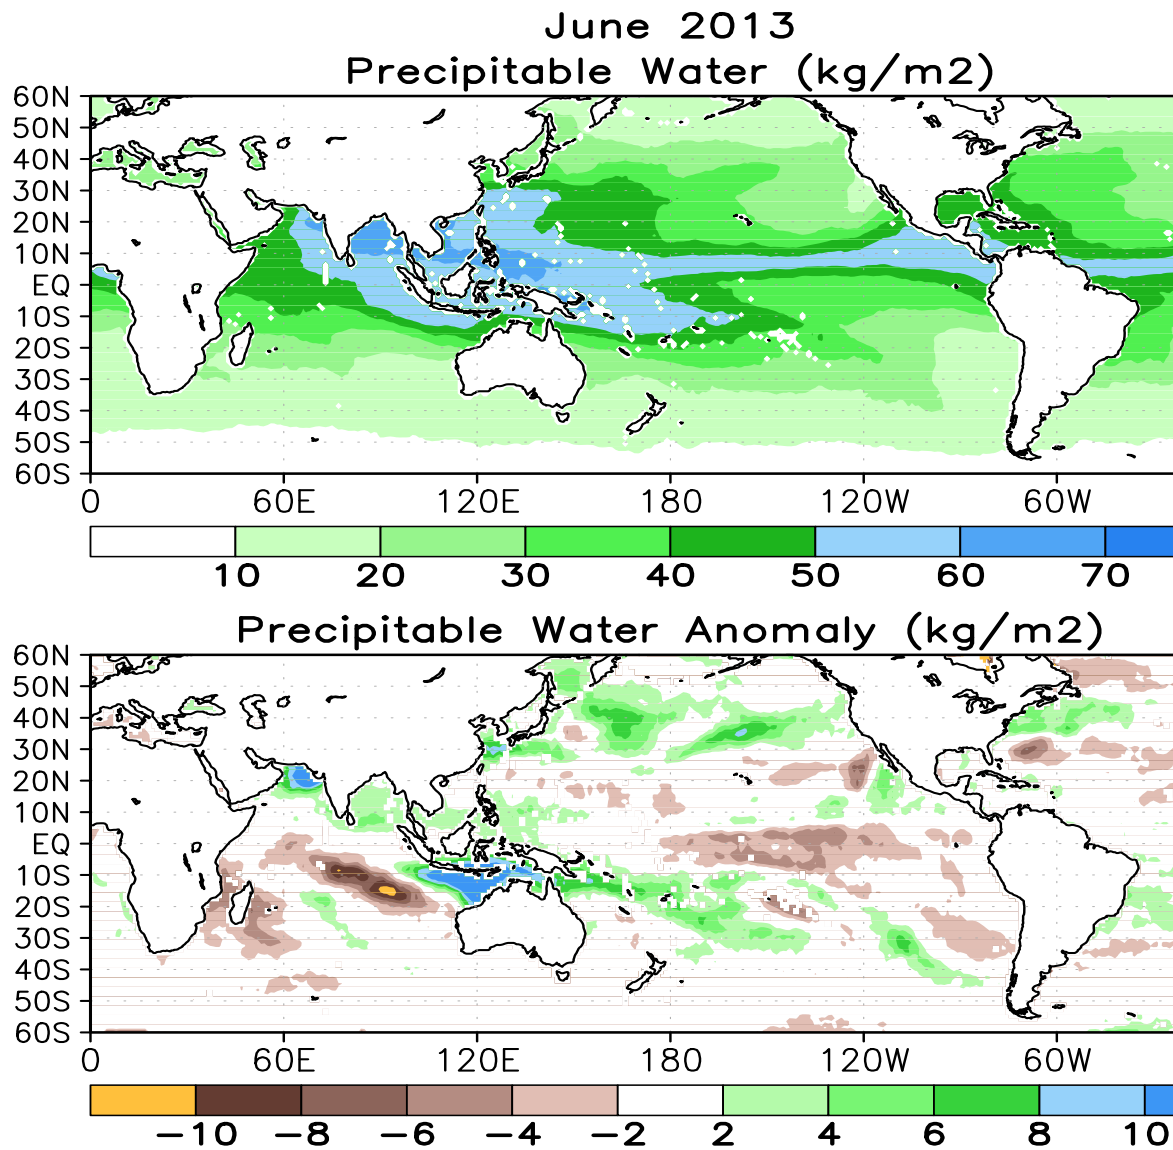 June 2013
Precipitable Water (kg/m2)
60N
50N
40N
30N
20N
10N
EQ
10S
20S
30S
40S
50S
60S
0 60E 120E 180 120W 60W
10 20 30 40 50 60 70
Precipitable Water Anomaly (kg/m2)
60N
50N
40N
30N
20N
10N
EQ
10S
20S
30S
40S
50S
60S
0 60E 120E 180 120W 60W
−10 −8 −6 −4 −2 2 4 6 8 10